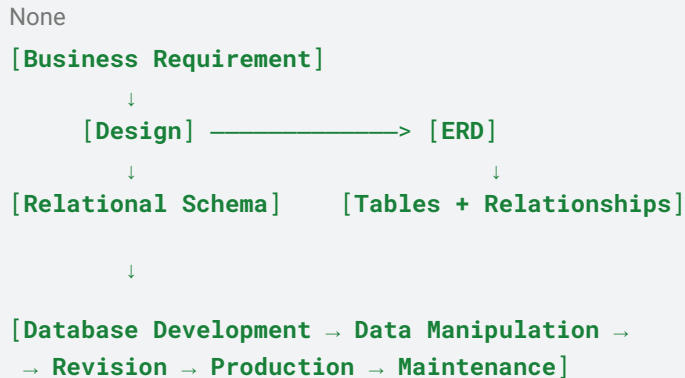 None
[Business Requirement]
↓
[Design] ─────────────> [ERD]
↓ ↓
[Relational Schema] [Tables + Relationships]
↓
[Database Development → Data Manipulation →
→ Revision → Production → Maintenance]